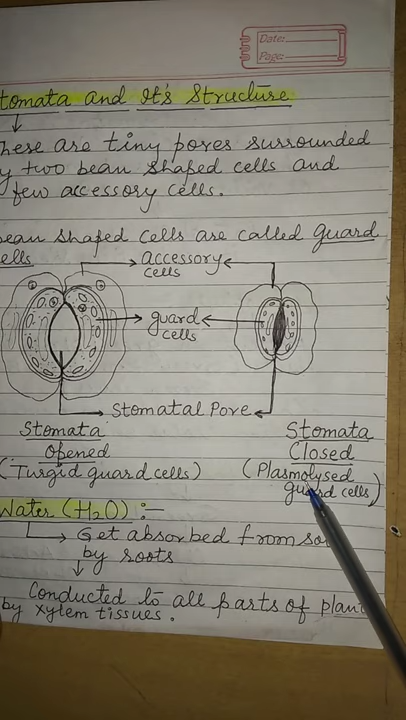 Date:
Page:
tomata and It's Structure
hese are tiny pores surrounded
y two bean shaped cells and
few accessory cells.
bean shaped cells are called guard
ells
accessory
cells
guard
cells
Stomatal Pore
Stomata
Opened
(Turgid guard cells)
Stomata
Closed
(Plasmolysed
guard cells)
Water (H₂O) :-
Get absorbed from so
by roots
Conducted to all parts of plan
by xylem tissues.